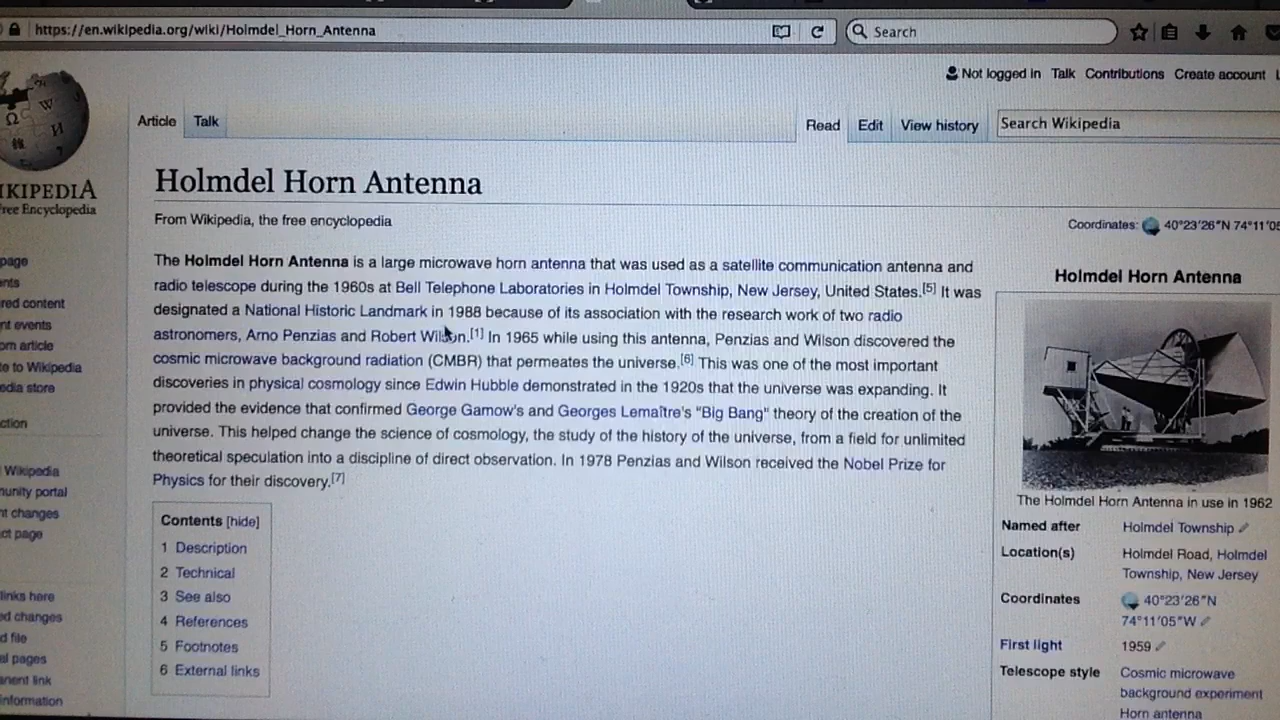 https://en.wikipedia.org/wiki/Holmdel_Horn_Antenna
Search
Not logged in Talk Contributions Create account
Article Talk
Read Edit View history
Search Wikipedia
IKIPEDIA
ree Encyclopedia
Holmdel Horn Antenna
From Wikipedia, the free encyclopedia
Coordinates: 40°23′26″N 74°11′05
The Holmdel Horn Antenna is a large microwave horn antenna that was used as a satellite communication antenna and
radio telescope during the 1960s at Bell Telephone Laboratories in Holmdel Township, New Jersey, United States.[5] It was
designated a National Historic Landmark in 1988 because of its association with the research work of two radio
astronomers, Arno Penzias and Robert Wilson.[1] In 1965 while using this antenna, Penzias and Wilson discovered the
cosmic microwave background radiation (CMBR) that permeates the universe.[6] This was one of the most important
discoveries in physical cosmology since Edwin Hubble demonstrated in the 1920s that the universe was expanding. It
provided the evidence that confirmed George Gamow's and Georges Lemaître's "Big Bang" theory of the creation of the
universe. This helped change the science of cosmology, the study of the history of the universe, from a field for unlimited
theoretical speculation into a discipline of direct observation. In 1978 Penzias and Wilson received the Nobel Prize for
Physics for their discovery.[7]
Contents [hide]
1 Description
2 Technical
3 See also
4 References
5 Footnotes
6 External links
Holmdel Horn Antenna
The Holmdel Horn Antenna in use in 1962
Named after Holmdel Township
Location(s) Holmdel Road, Holmdel
Township, New Jersey
Coordinates 40°23′26″N
74°11′05″W
First light 1959
Telescope style Cosmic microwave
background experiment
Horn antenna
page
nts
red content
nt events
om article
te to Wikipedia
edia store
ction
Wikipedia
munity portal
nt changes
ct page
links here
ed changes
d file
al pages
anent link
information